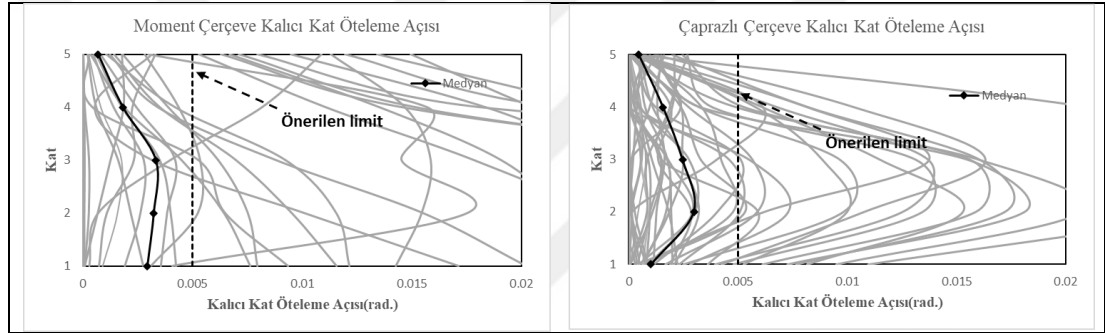 Moment Çerçeve Kalıcı Kat Öteleme Açısı
5
4
3
2
1
Kat
Medyan
Önerilen limit
0
0.005
0.01
0.015
0.02
Kalıcı Kat Öteleme Açısı(rad.)
Çaprazlı Çerçeve Kalıcı Kat Öteleme Açısı
5
4
3
2
1
Kat
Medyan
Önerilen limit
0
0.005
0.01
0.015
0.02
Kalıcı Kat Öteleme Açısı(rad.)